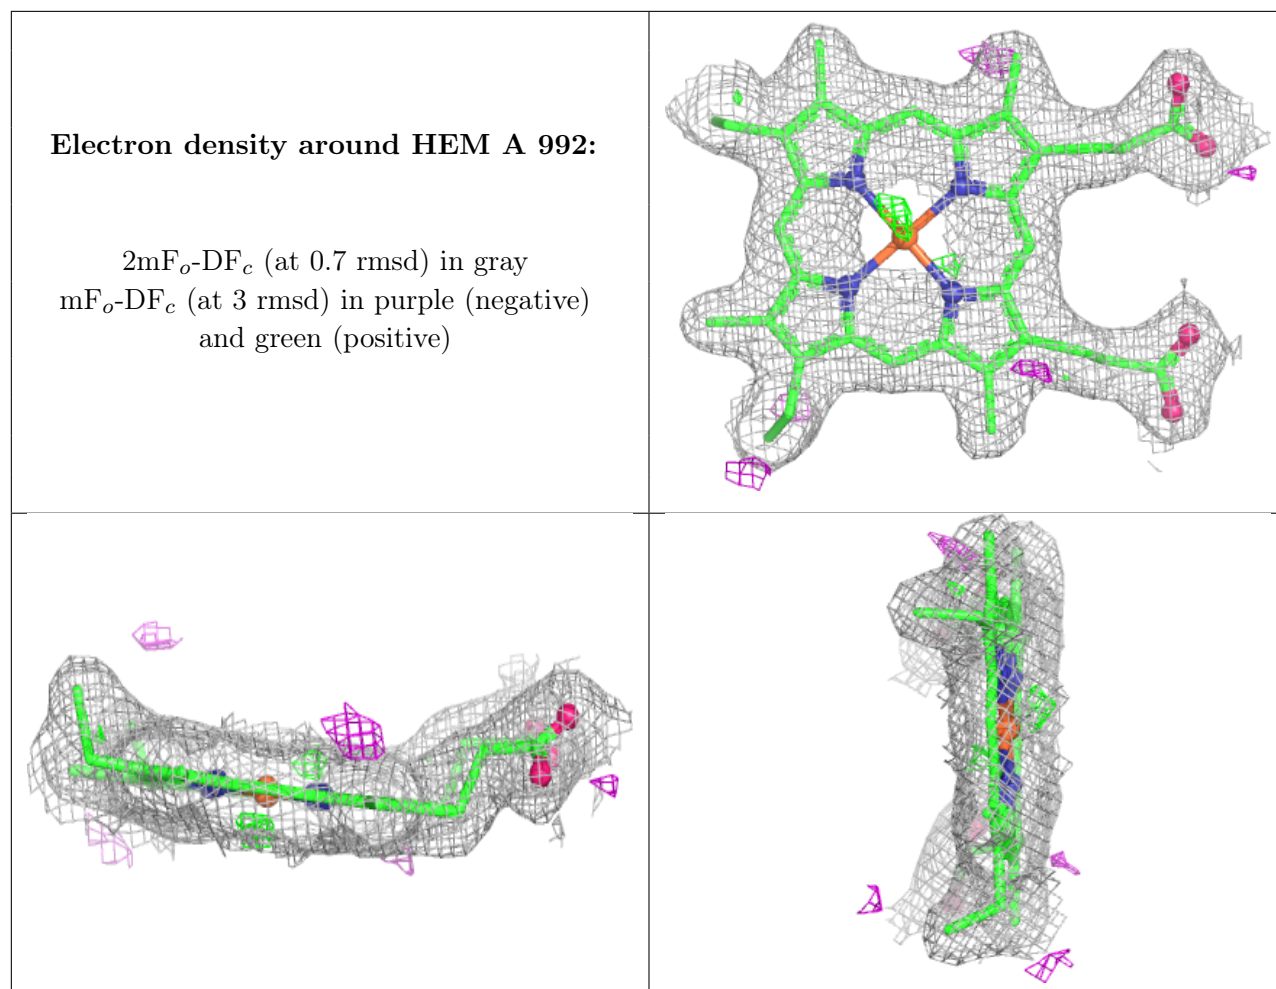 Electron density around HEM A 992:
2mFₒ-DF𝒸 (at 0.7 rmsd) in gray
mFₒ-DF𝒸 (at 3 rmsd) in purple (negative)
and green (positive)